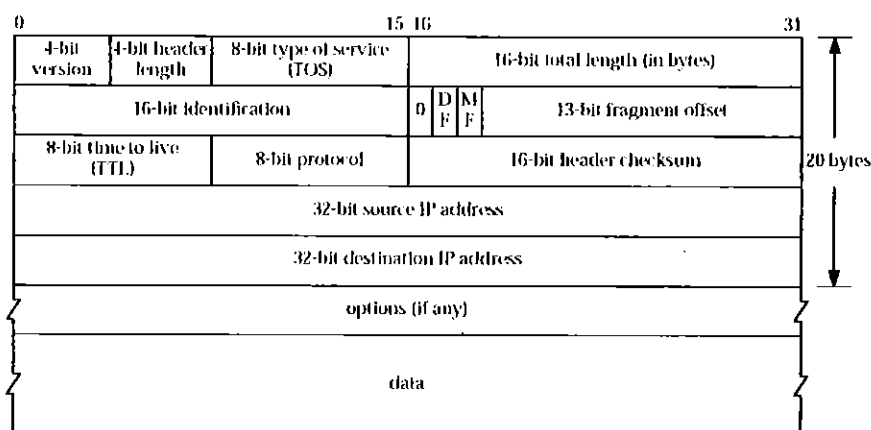 0 15 16 31
4-bit version
4-bit header length
8-bit type of service (TOS)
16-bit total length (in bytes)
16-bit identification
0
D F
M F
13-bit fragment offset
8-bit time to live (TTL)
8-bit protocol
16-bit header checksum
20 bytes
32-bit source IP address
32-bit destination IP address
options (if any)
data